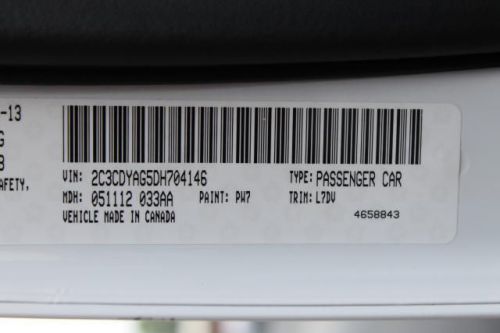 -13
G
B
AFETY,
VIN: 2C3CDYAG5DH704146 TYPE: PASSENGER CAR
MDH: 051112 033AA PAINT: PW7 TRIM: L7DV
VEHICLE MADE IN CANADA 4658843